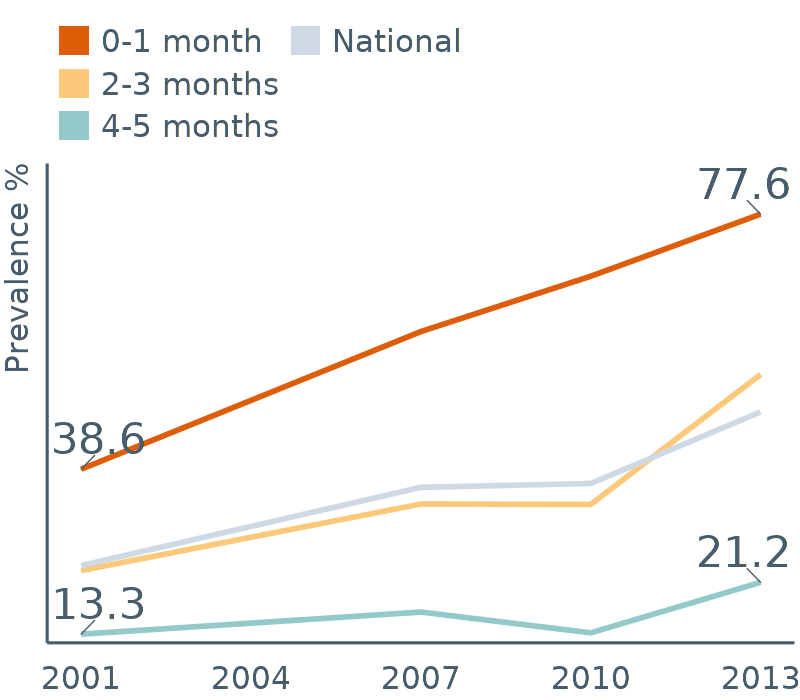 0-1 month
National
2-3 months
4-5 months
Prevalence %
77.6
38.6
21.2
13.3
2001 2004 2007 2010 2013